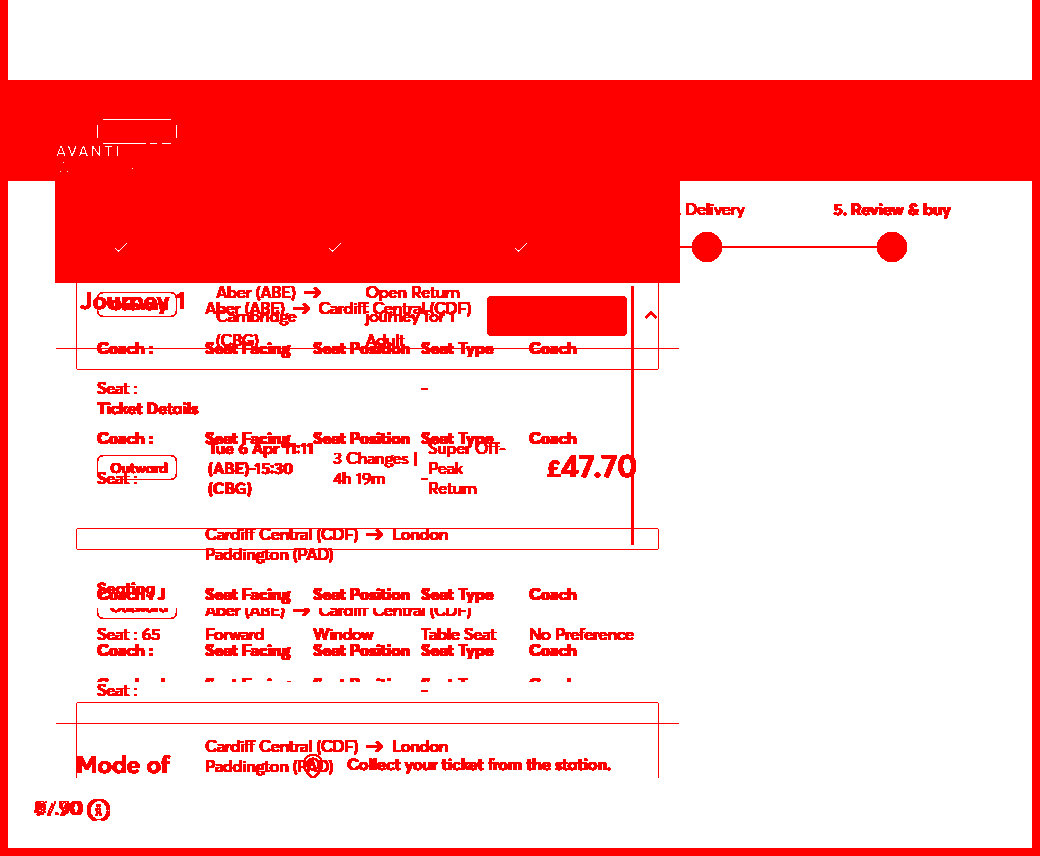 AVANTI
. Delivery
5. Review & buy
Journey 1
Aber (ABE) → Cambridge (CBG)
Open Return journey for 1 Adult
Aber (ABE) → Cardiff Central (CDF)
Coach : Seat Facing Seat Position Seat Type Coach
Seat : -
Ticket Details
Coach : Seat Facing Seat Position Seat Type Coach
Outward
Tue 6 Apr 11:11 (ABE)-15:30 (CBG)
3 Changes | 4h 19m
Super Off-Peak Return
£47.70
Seat : -
Cardiff Central (CDF) → London
Paddington (PAD)
Seating
Coach : J Seat Facing Seat Position Seat Type Coach
Aber (ABE) → Cardiff Central (CDF)
Seat : 65 Forward Window Table Seat No Preference
Coach : Seat Facing Seat Position Seat Type Coach
Seat : -
Cardiff Central (CDF) → London
Paddington (PAD)
Mode of
Collect your ticket from the station.